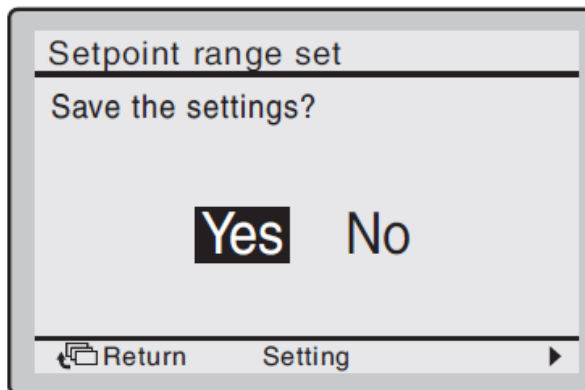 Setpoint range set
Save the settings?
Yes No
Return Setting